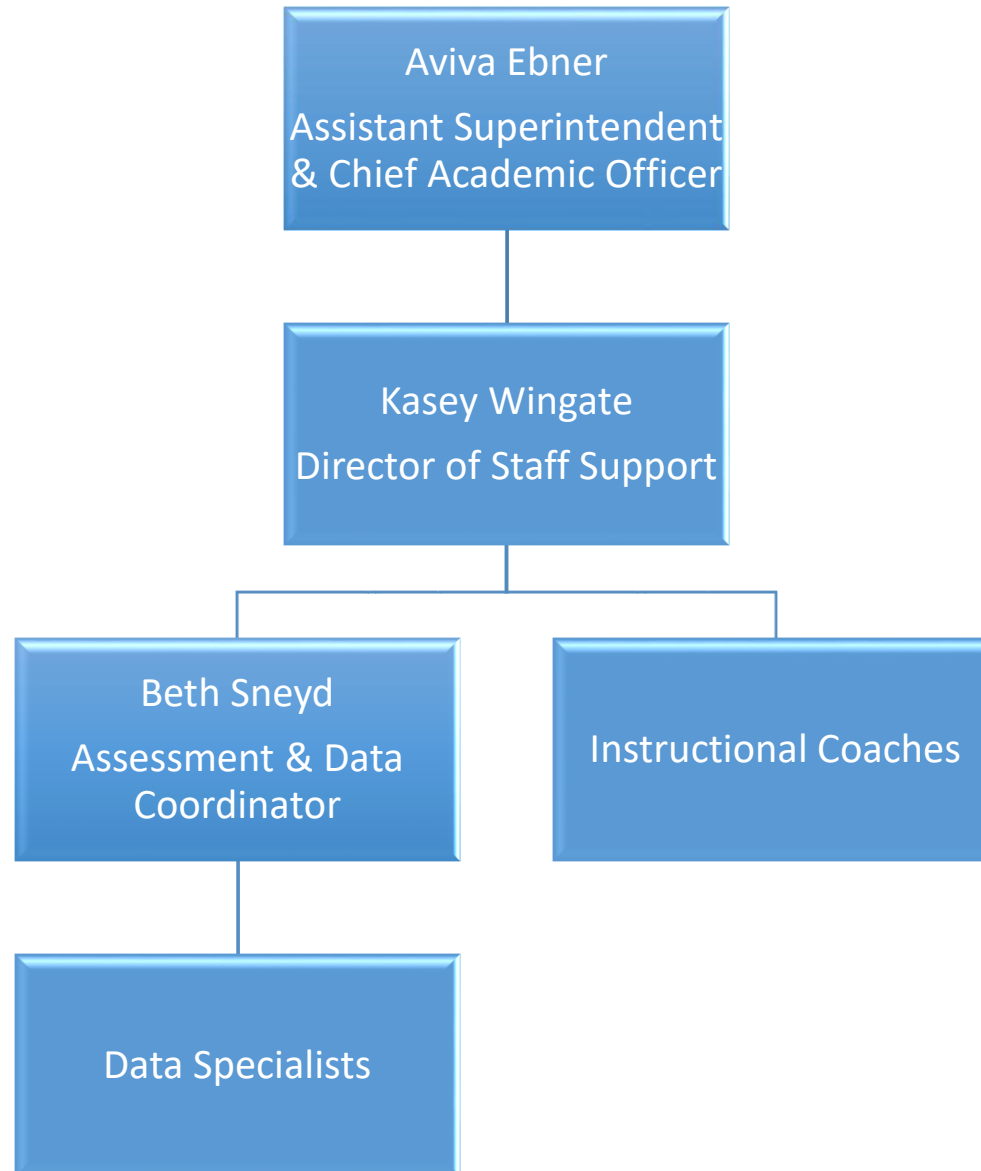 Aviva Ebner
Assistant Superintendent
& Chief Academic Officer
Kasey Wingate
Director of Staff Support
Beth Sneyd
Assessment & Data
Coordinator
Instructional Coaches
Data Specialists